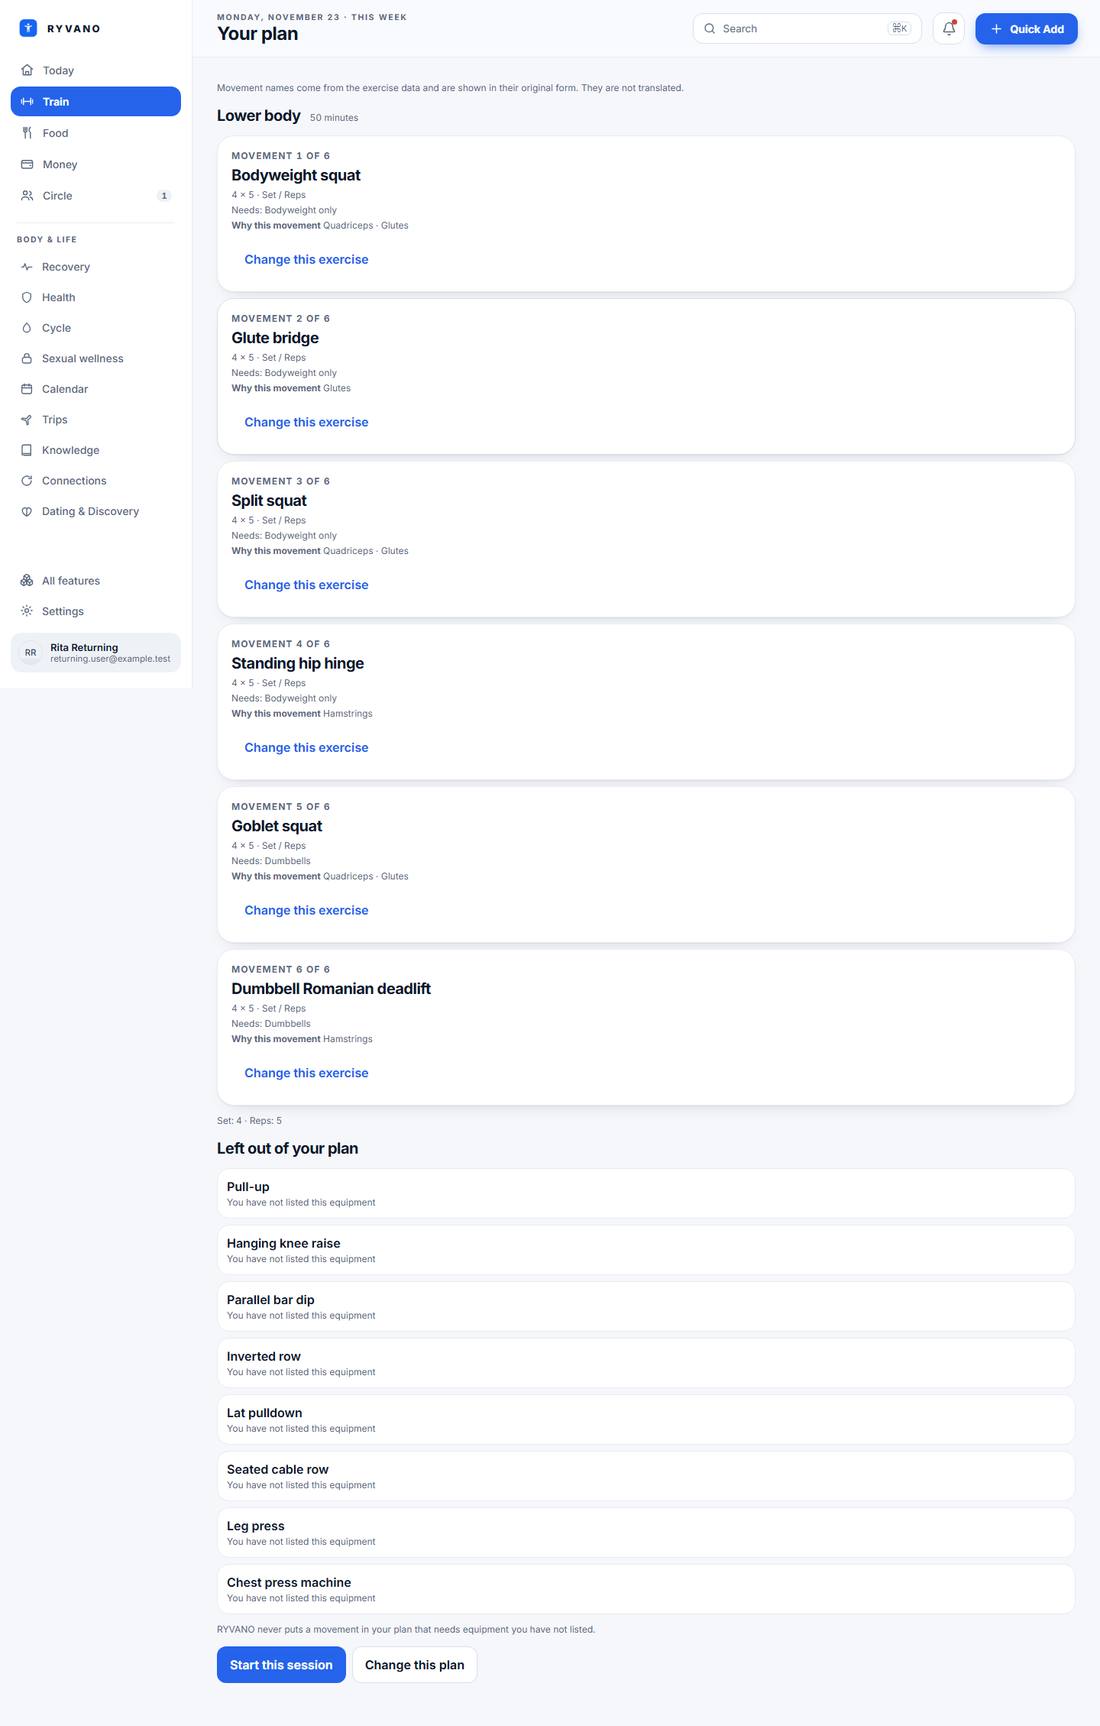 RYVANO
Today
Train
Food
Money
Circle 1
BODY & LIFE
Recovery
Health
Cycle
Sexual wellness
Calendar
Trips
Knowledge
Connections
Dating & Discovery
All features
Settings
RR
Rita Returning
returning.user@example.test
MONDAY, NOVEMBER 23 · THIS WEEK
Your plan
Search ⌘K
Quick Add
Movement names come from the exercise data and are shown in their original form. They are not translated.
Lower body 50 minutes
MOVEMENT 1 OF 6
Bodyweight squat
4 × 5 · Set / Reps
Needs: Bodyweight only
Why this movement Quadriceps · Glutes
Change this exercise
MOVEMENT 2 OF 6
Glute bridge
4 × 5 · Set / Reps
Needs: Bodyweight only
Why this movement Glutes
Change this exercise
MOVEMENT 3 OF 6
Split squat
4 × 5 · Set / Reps
Needs: Bodyweight only
Why this movement Quadriceps · Glutes
Change this exercise
MOVEMENT 4 OF 6
Standing hip hinge
4 × 5 · Set / Reps
Needs: Bodyweight only
Why this movement Hamstrings
Change this exercise
MOVEMENT 5 OF 6
Goblet squat
4 × 5 · Set / Reps
Needs: Dumbbells
Why this movement Quadriceps · Glutes
Change this exercise
MOVEMENT 6 OF 6
Dumbbell Romanian deadlift
4 × 5 · Set / Reps
Needs: Dumbbells
Why this movement Hamstrings
Change this exercise
Set: 4 · Reps: 5
Left out of your plan
Pull-up
You have not listed this equipment
Hanging knee raise
You have not listed this equipment
Parallel bar dip
You have not listed this equipment
Inverted row
You have not listed this equipment
Lat pulldown
You have not listed this equipment
Seated cable row
You have not listed this equipment
Leg press
You have not listed this equipment
Chest press machine
You have not listed this equipment
RYVANO never puts a movement in your plan that needs equipment you have not listed.
Start this session
Change this plan